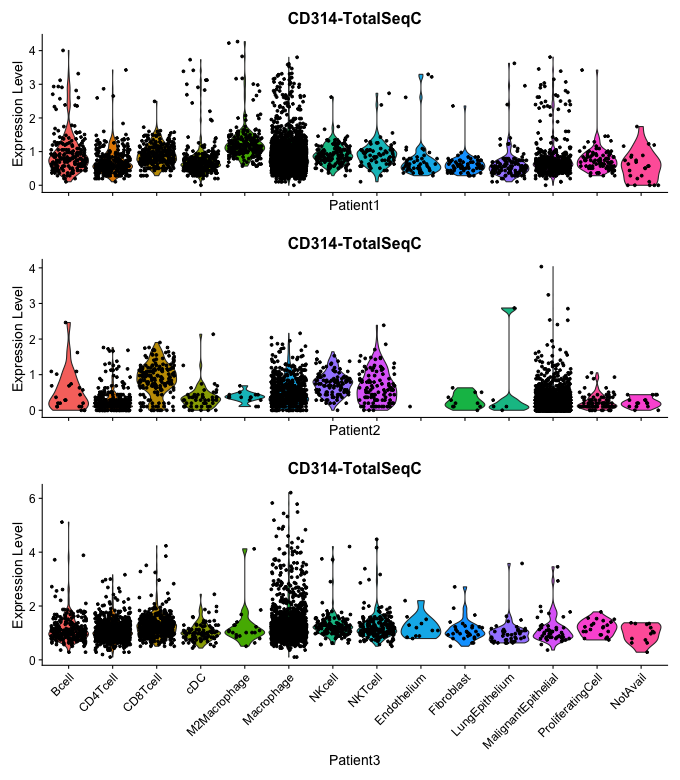 CD314-TotalSeqC
Expression Level
4
3
2
1
0
Patient1
CD314-TotalSeqC
Expression Level
4
3
2
1
0
Patient2
CD314-TotalSeqC
Expression Level
6
4
2
0
Bcell
CD4Tcell
CD8Tcell
cDC
M2Macrophage
Macrophage
NKcell
NKTcell
Endothelium
Fibroblast
LungEpithelium
MalignantEpithelial
ProliferatingCell
NotAvail
Patient3